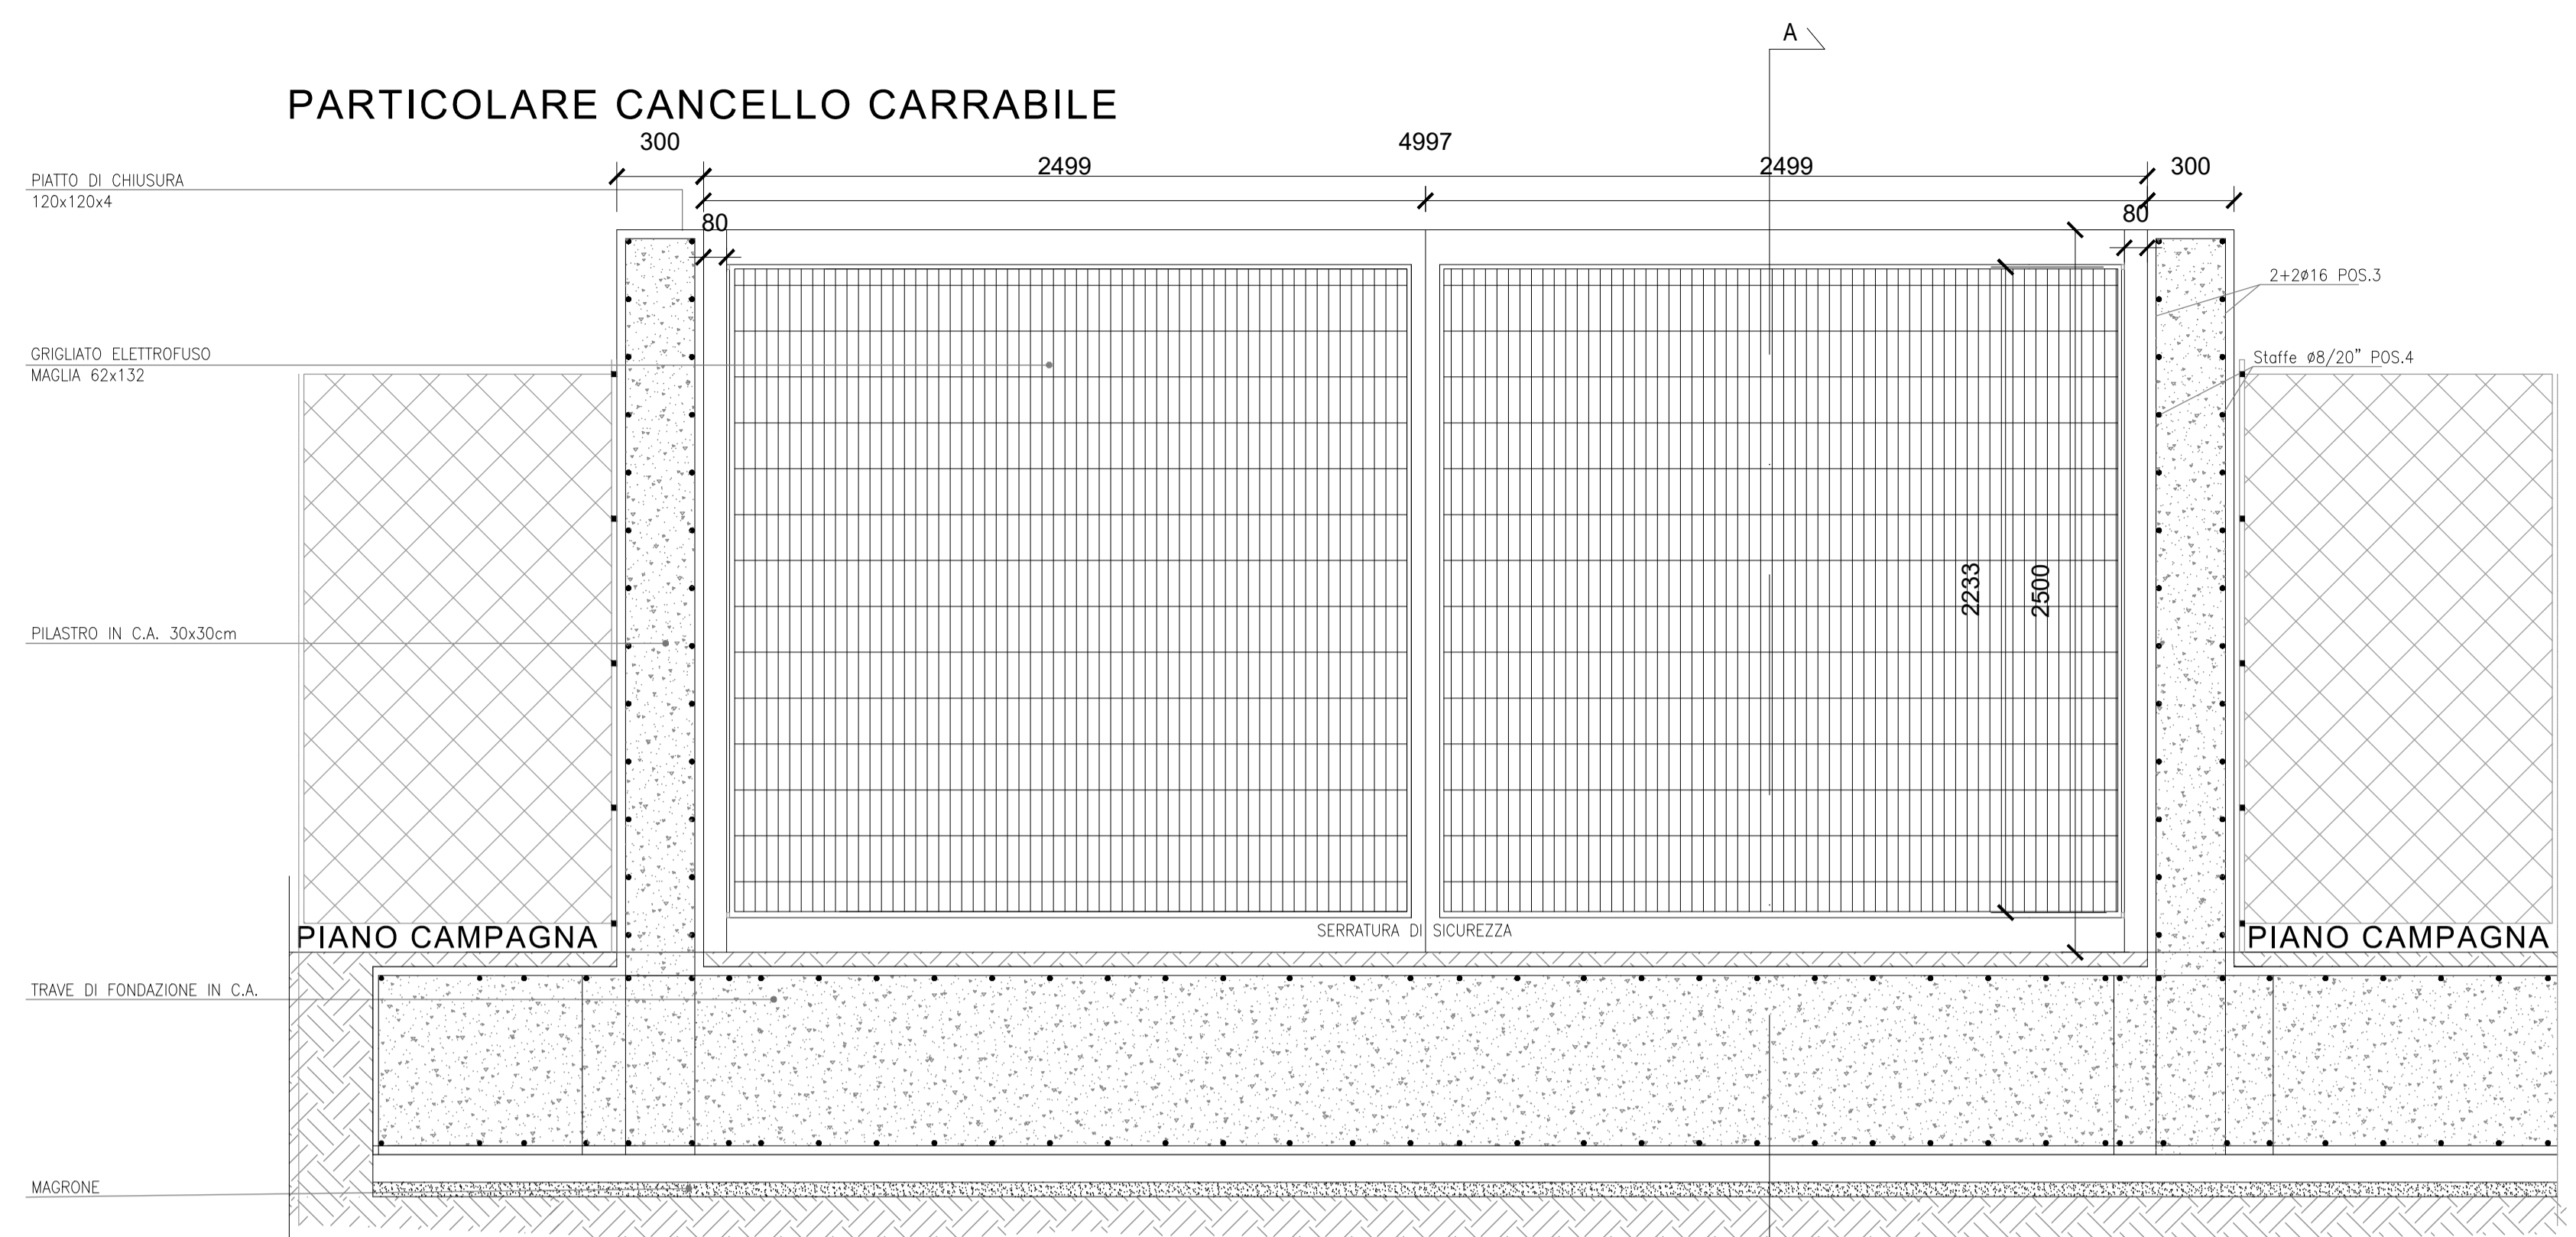 A
PARTICOLARE CANCELLO CARRABILE
300
4997
2499
2499
300
PIATTO DI CHIUSURA
120x120x4
80
80
2+2ø16 POS.3
GRIGLIATO ELETTROFUSO
MAGLIA 62x132
Staffe ø8/20" POS.4
2233
2500
PILASTRO IN C.A. 30x30cm
SERRATURA DI SICUREZZA
PIANO CAMPAGNA
PIANO CAMPAGNA
TRAVE DI FONDAZIONE IN C.A.
MAGRONE